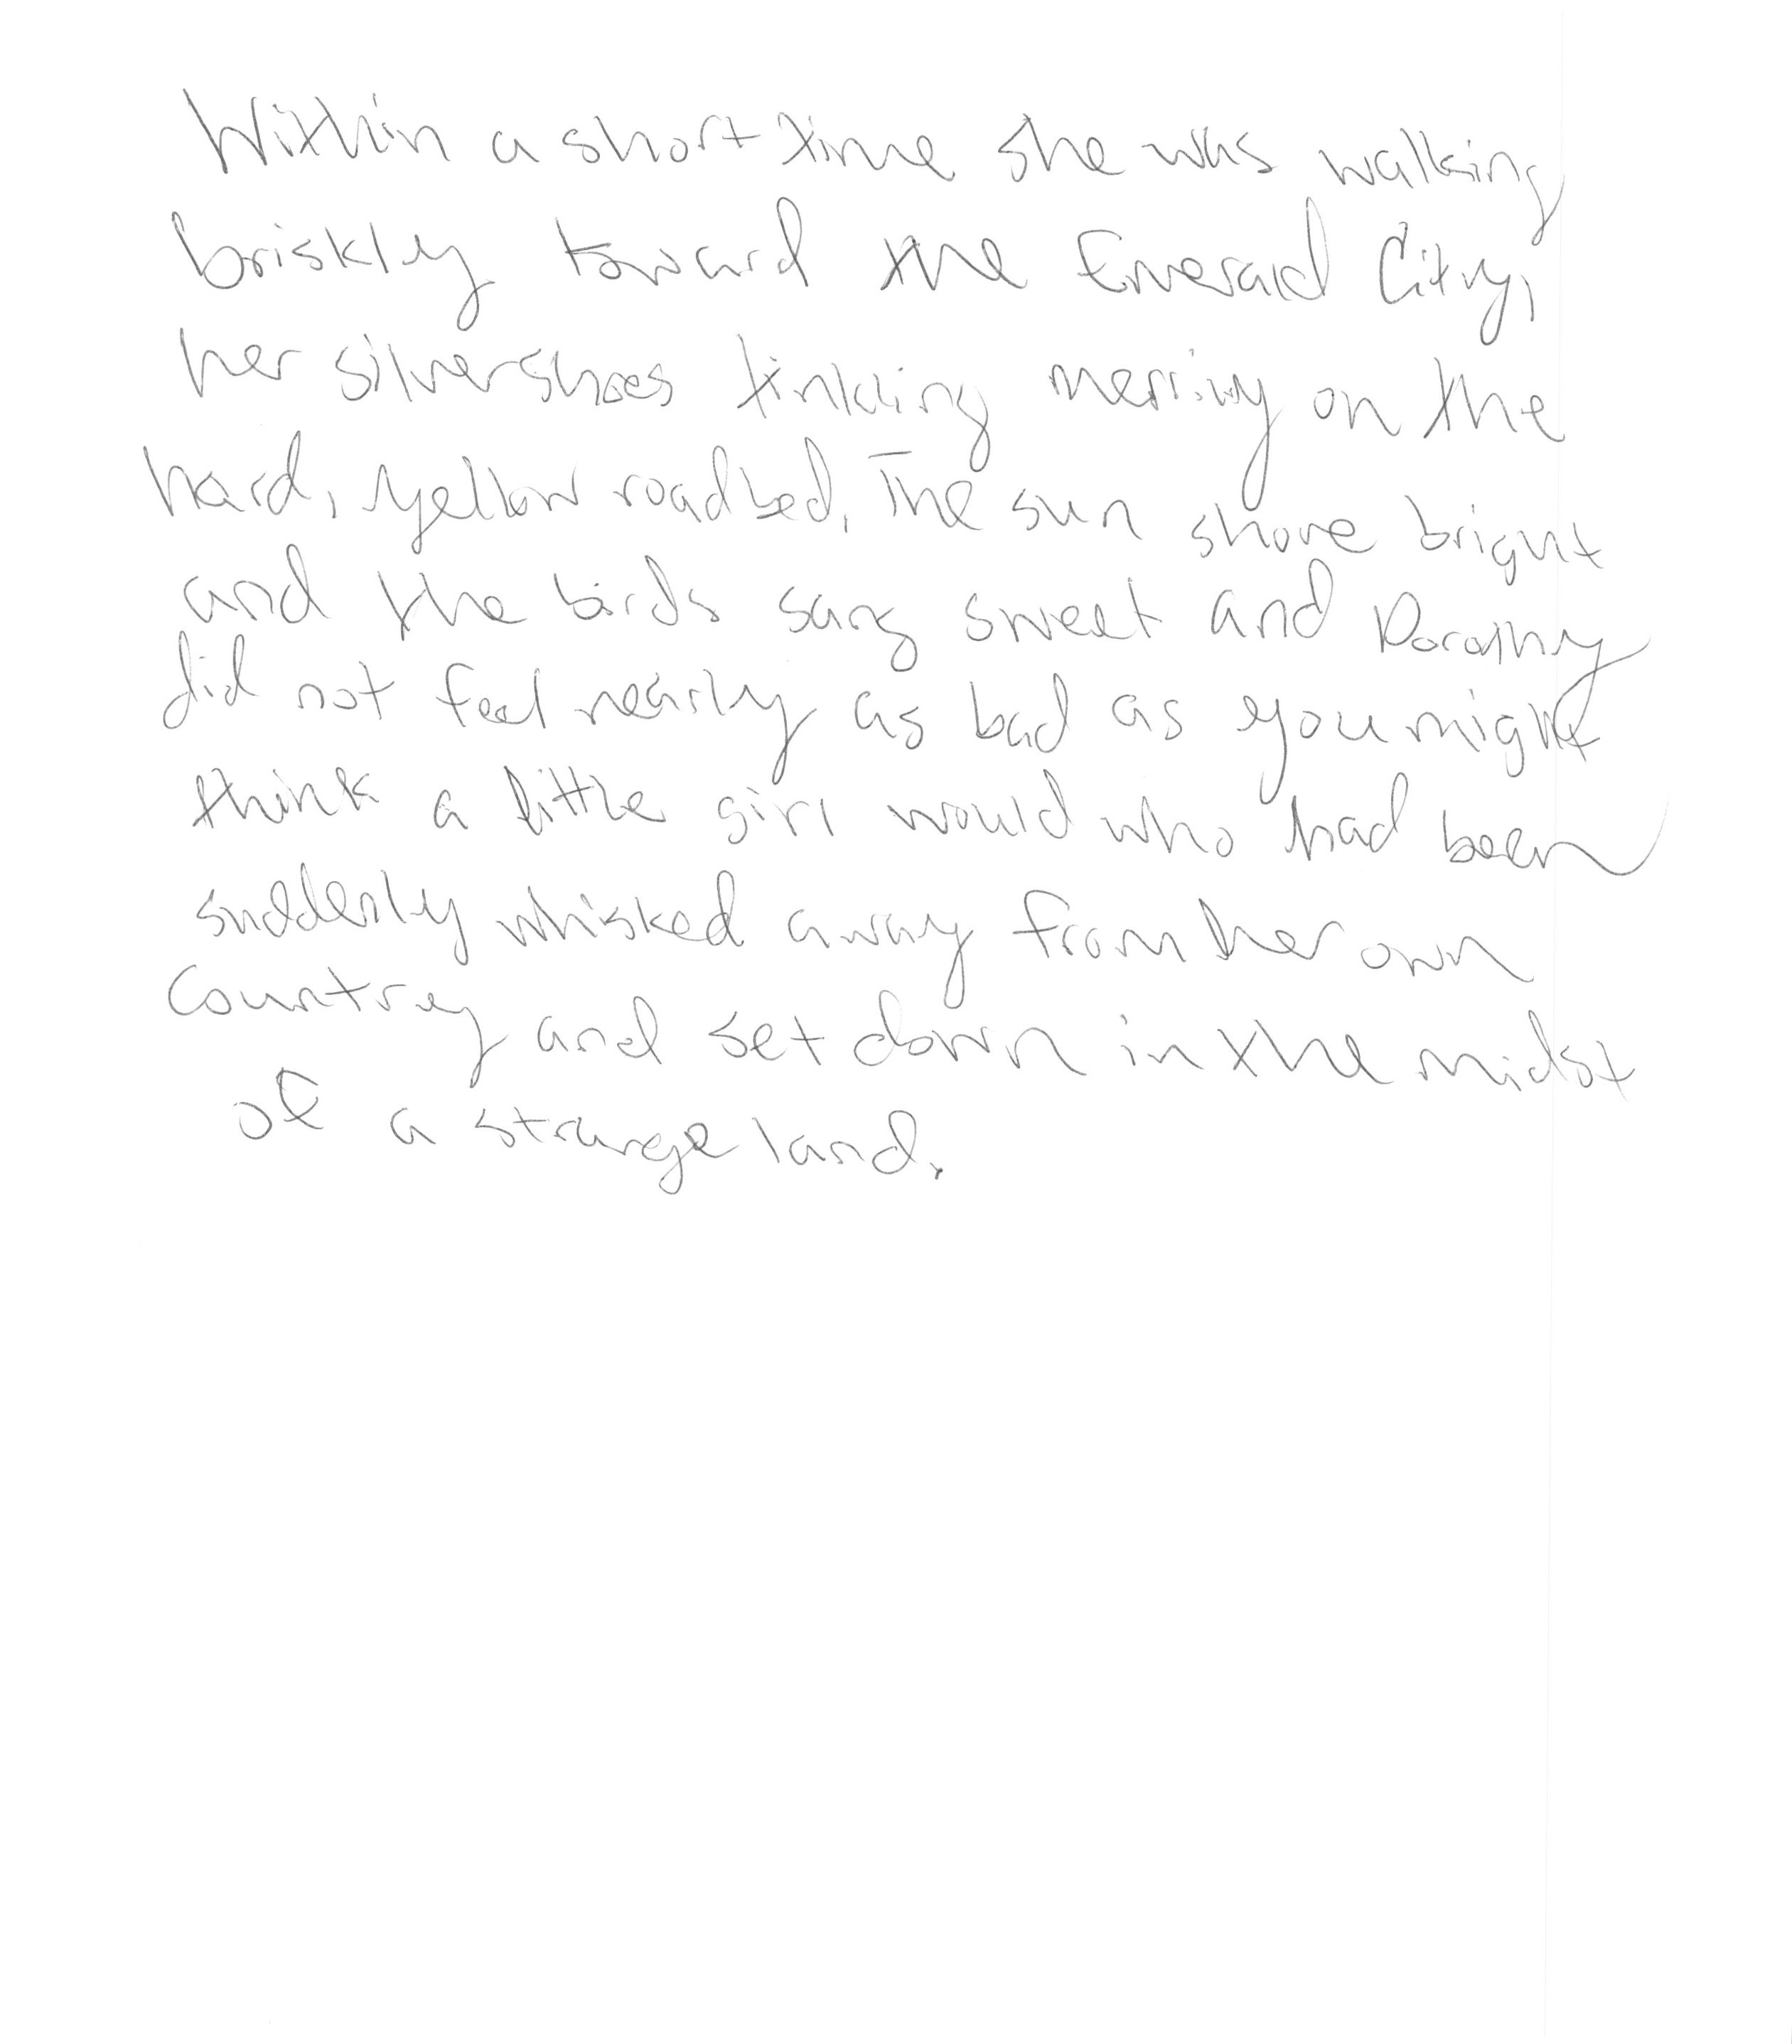 Within a short time she was walking
briskly toward the Emerald City,
her silver shoes tinkling merrily on the
hard, yellow roadbed. The sun shone bright
and the birds sang sweet and Dorothy
did not feel nearly as bad as you might
think a little girl would who had been
suddenly whisked away from her own
country and set down in the midst
of a strange land.